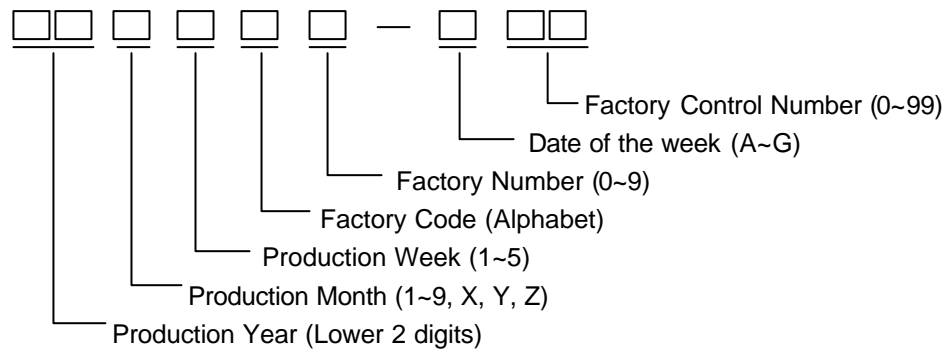 Factory Control Number (0~99)
Date of the week (A~G)
Factory Number (0~9)
Factory Code (Alphabet)
Production Week (1~5)
Production Month (1~9, X, Y, Z)
Production Year (Lower 2 digits)